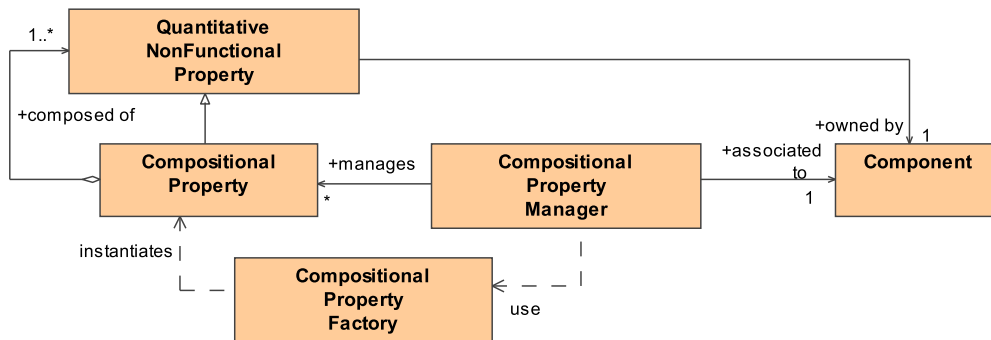 Quantitative
NonFunctional
Property
1..*
+composed of
+owned by
1
Compositional
Property
+manages
*
Compositional
Property
Manager
+associated
to
1
Component
instantiates
Compositional
Property
Factory
use